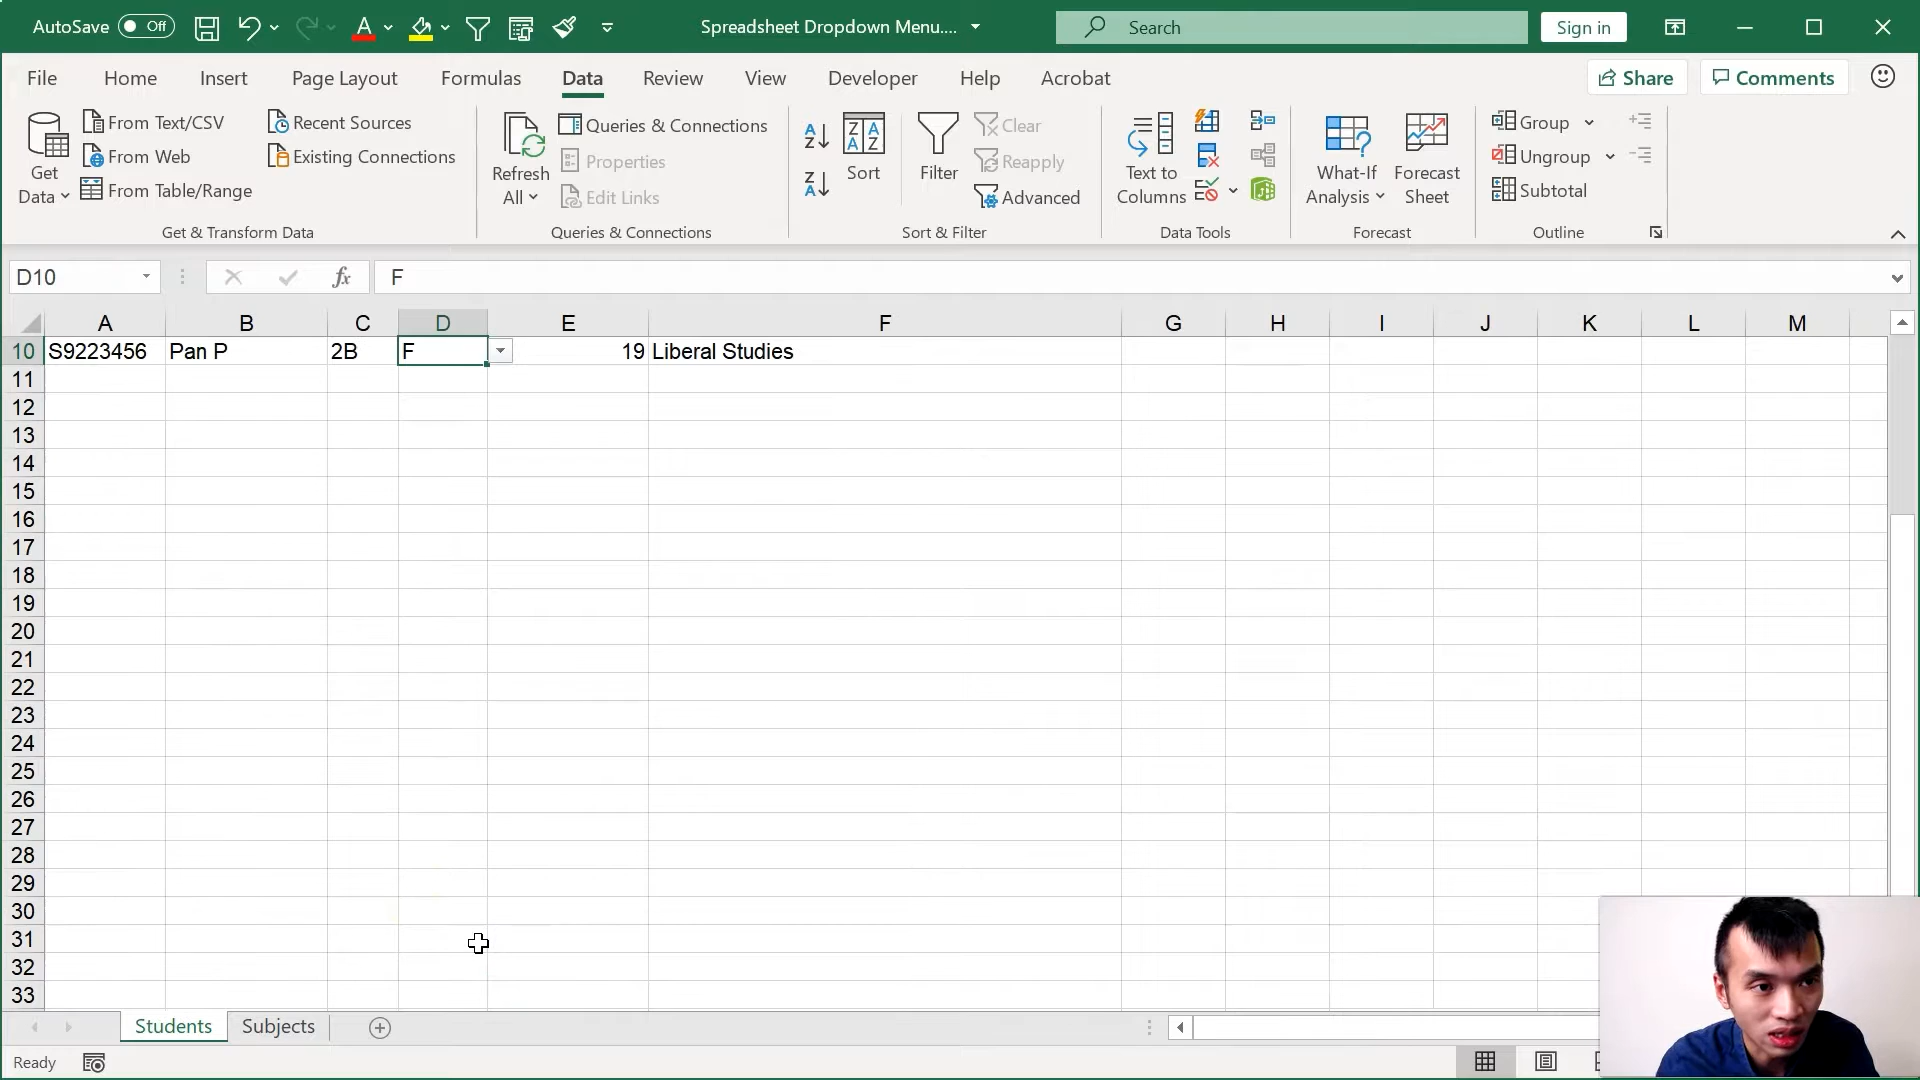 AutoSave Off Spreadsheet Dropdown Menu.... Search Sign in
File Home Insert Page Layout Formulas Data Review View Developer Help Acrobat Share Comments
Get Data
From Text/CSV
From Web
From Table/Range
Recent Sources
Existing Connections
Get & Transform Data
Refresh All
Queries & Connections
Properties
Edit Links
Queries & Connections
Sort
Filter
Clear
Reapply
Advanced
Sort & Filter
Text to Columns
Data Tools
What-If Analysis
Forecast Sheet
Forecast
Group
Ungroup
Subtotal
Outline
D10 fx F
A B C D E F G H I J K L M
10 S9223456 Pan P 2B F 19 Liberal Studies
11
12
13
14
15
16
17
18
19
20
21
22
23
24
25
26
27
28
29
30
31
32
33
Students Subjects
Ready